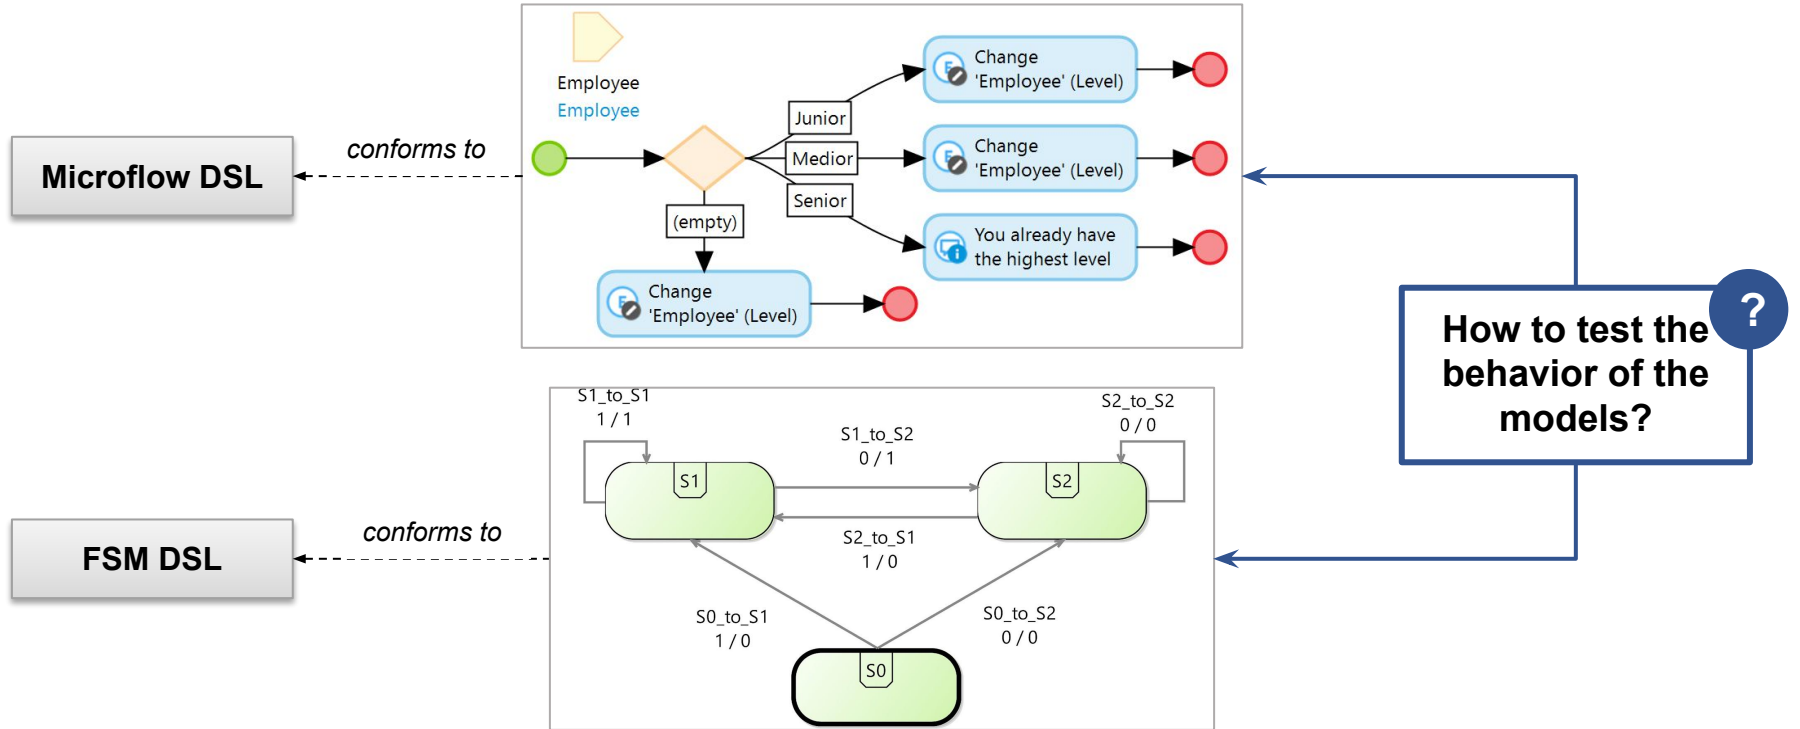 Microflow DSL
conforms to
Employee
Employee
Junior
Medior
Senior
(empty)
Change
'Employee' (Level)
Change
'Employee' (Level)
You already have
the highest level
Change
'Employee' (Level)
How to test the
behavior of the
models?
?
FSM DSL
conforms to
S1_to_S1
1 / 1
S1_to_S2
0 / 1
S2_to_S2
0 / 0
S1
S2
S2_to_S1
1 / 0
S0_to_S1
1 / 0
S0_to_S2
0 / 0
S0